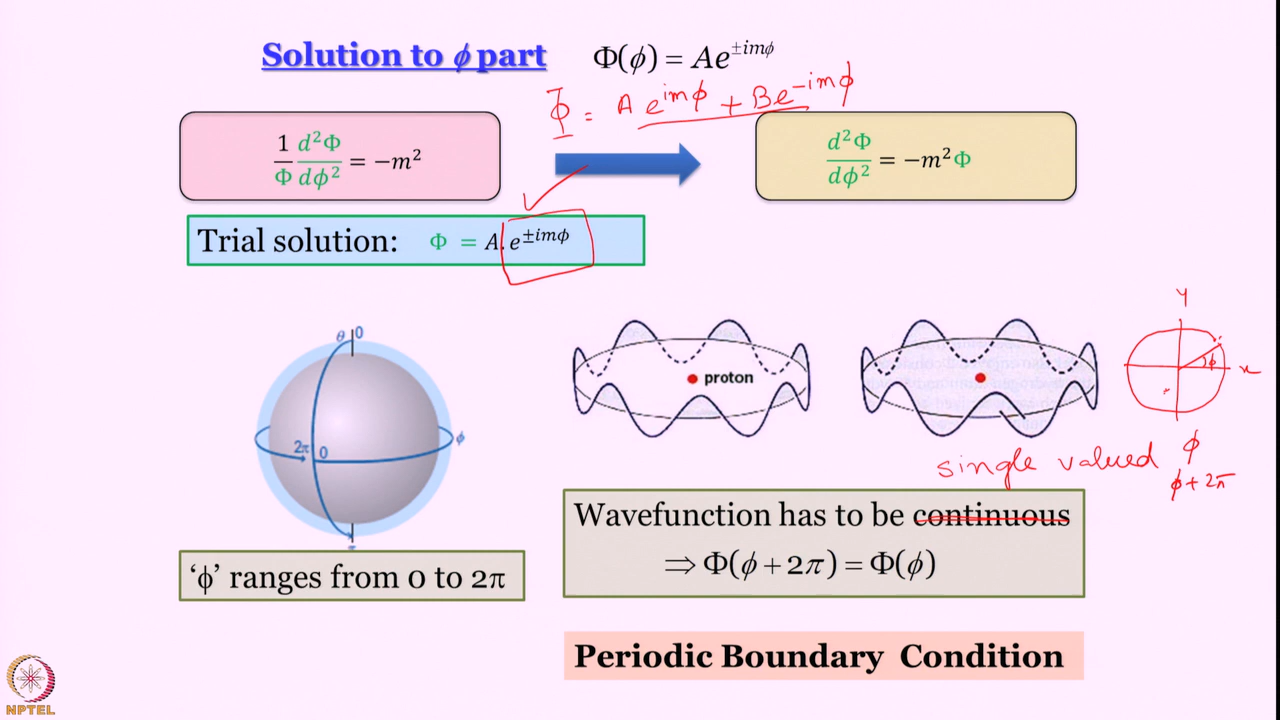 Solution to ϕ part
Φ(ϕ) = Ae^{±imϕ}
Φ = A e^{imϕ} + Be^{-imϕ}
1/Φ d²Φ/dϕ² = −m²
d²Φ/dϕ² = −m²Φ
Trial solution: Φ = A.e^{±imϕ}
θ 0
2π 0 ϕ
π
proton
Y
ϕ x
single valued ϕ
ϕ + 2π
Wavefunction has to be continuous
⇒ Φ(ϕ + 2π) = Φ(ϕ)
'ϕ' ranges from 0 to 2π
Periodic Boundary Condition
NPTEL